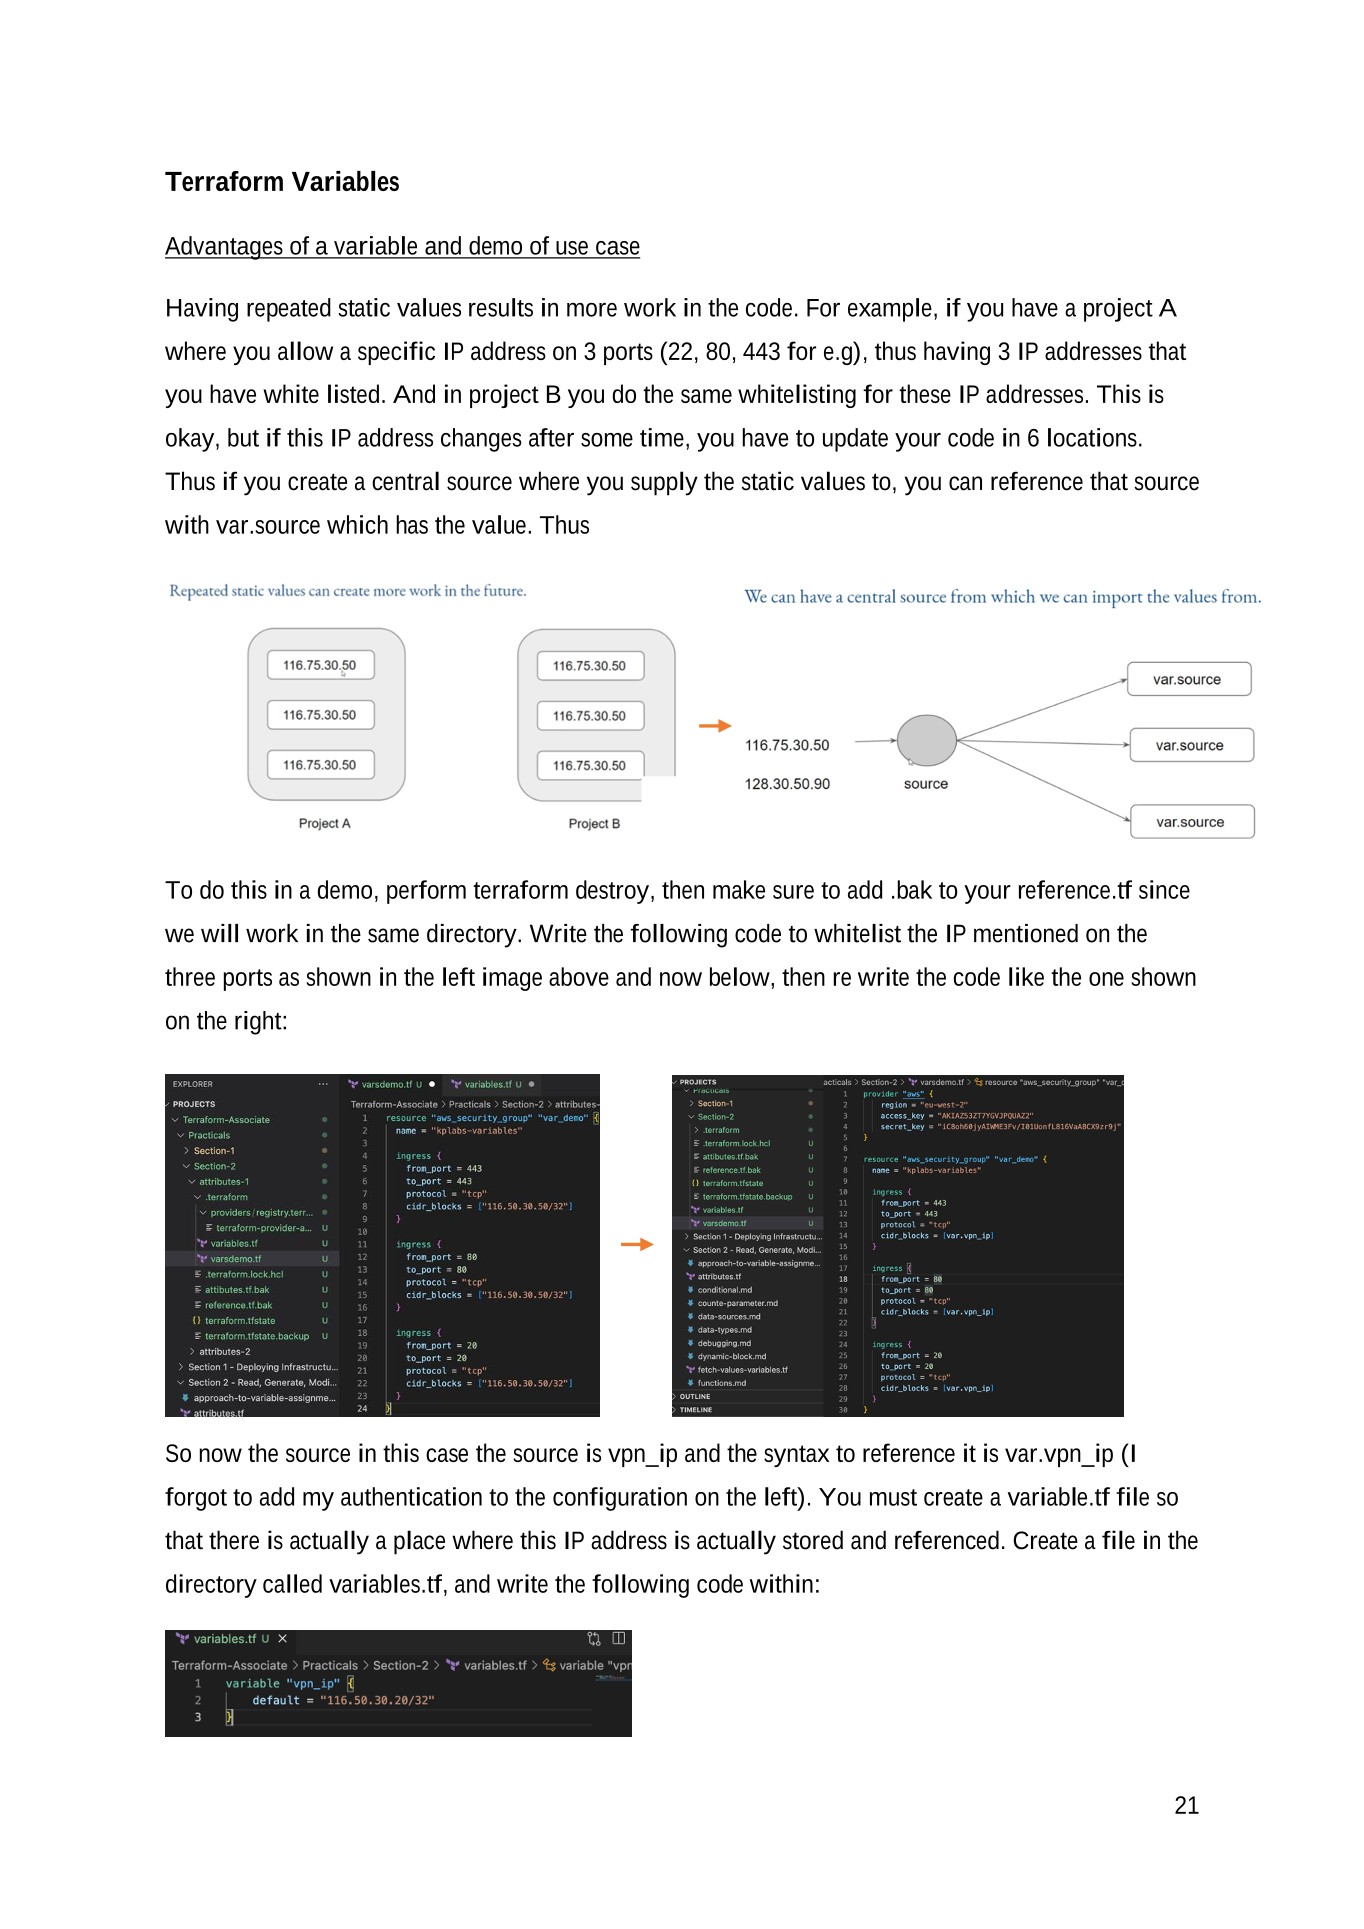 Terraform Variables
Advantages of a variable and demo of use case
Having repeated static values results in more work in the code. For example, if you have a project A
where you allow a specific IP address on 3 ports (22, 80, 443 for e.g), thus having 3 IP addresses that
you have white listed. And in project B you do the same whitelisting for these IP addresses. This is
okay, but if this IP address changes after some time, you have to update your code in 6 locations.
Thus if you create a central source where you supply the static values to, you can reference that source
with var.source which has the value. Thus
Repeated static values can create more work in the future.
116.75.30.50
116.75.30.50
116.75.30.50
Project A
116.75.30.50
116.75.30.50
116.75.30.50
Project B
We can have a central source from which we can import the values from.
116.75.30.50
128.30.50.90
source
var.source
var.source
var.source
To do this in a demo, perform terraform destroy, then make sure to add .bak to your reference.tf since
we will work in the same directory. Write the following code to whitelist the IP mentioned on the
three ports as shown in the left image above and now below, then re write the code like the one shown
on the right:
EXPLORER ...
PROJECTS
Terraform-Associate
Practicals
Section-1
Section-2
attributes-1
.terraform
providers/registry.terr...
terraform-provider-a... U
variables.tf U
varsdemo.tf U
.terraform.lock.hcl U
attibutes.tf.bak U
reference.tf.bak U
terraform.tfstate U
terraform.tfstate.backup U
attributes-2
Section 1 - Deploying Infrastructu...
Section 2 - Read, Generate, Modi...
approach-to-variable-assignme...
attributes.tf
varsdemo.tf U ● variables.tf U ●
Terraform-Associate > Practicals > Section-2 > attributes-
1 resource "aws_security_group" "var_demo" {
2 name = "kplabs-variables"
3
4 ingress {
5 from_port = 443
6 to_port = 443
7 protocol = "tcp"
8 cidr_blocks = ["116.50.30.50/32"]
9 }
10
11 ingress {
12 from_port = 80
13 to_port = 80
14 protocol = "tcp"
15 cidr_blocks = ["116.50.30.50/32"]
16 }
17
18 ingress {
19 from_port = 20
20 to_port = 20
21 protocol = "tcp"
22 cidr_blocks = ["116.50.30.50/32"]
23 }
24 }
PROJECTS
Practicals
Section-1
Section-2
.terraform
.terraform.lock.hcl U
attibutes.tf.bak U
reference.tf.bak U
terraform.tfstate U
terraform.tfstate.backup U
variables.tf U
varsdemo.tf U
Section 1 - Deploying Infrastructu...
Section 2 - Read, Generate, Modi...
approach-to-variable-assignme...
attributes.tf
conditional.md
counte-parameter.md
data-sources.md
data-types.md
debugging.md
dynamic-block.md
fetch-values-variables.tf
functions.md
OUTLINE
TIMELINE
acticals > Section-2 > varsdemo.tf > resource "aws_security_group" "var_c
1 provider "aws" {
2 region = "eu-west-2"
3 access_key =
4 secret_key =
5 }
6
7 resource "aws_security_group" "var_demo" {
8 name = "kplabs-variables"
9
10 ingress {
11 from_port = 443
12 to_port = 443
13 protocol = "tcp"
14 cidr_blocks = [var.vpn_ip]
15 }
16
17 ingress {
18 from_port = 80
19 to_port = 80
20 protocol = "tcp"
21 cidr_blocks = [var.vpn_ip]
22 }
23
24 ingress {
25 from_port = 20
26 to_port = 20
27 protocol = "tcp"
28 cidr_blocks = [var.vpn_ip]
29 }
30 }
So now the source in this case the source is vpn_ip and the syntax to reference it is var.vpn_ip (I
forgot to add my authentication to the configuration on the left). You must create a variable.tf file so
that there is actually a place where this IP address is actually stored and referenced. Create a file in the
directory called variables.tf, and write the following code within:
variables.tf U ×
Terraform-Associate > Practicals > Section-2 > variables.tf > variable "vpn
1 variable "vpn_ip" {
2 default = "116.50.30.20/32"
3 }
21